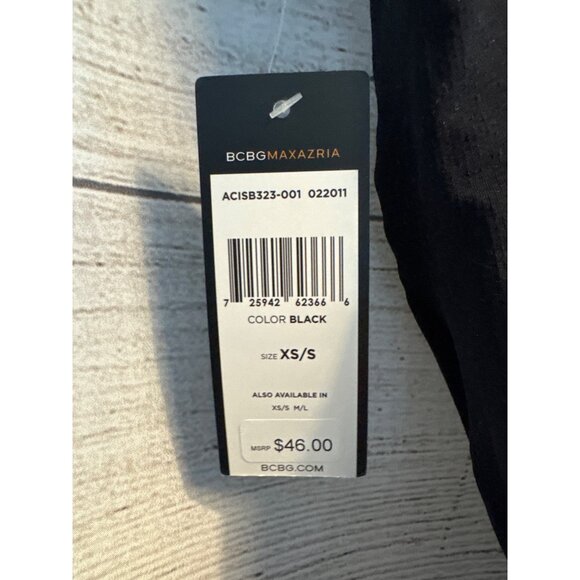 BCBGMAXAZRIA
ACISB323-001 022011
7 25942 62366 6
COLOR BLACK
SIZE XS/S
ALSO AVAILABLE IN
XS/S M/L
MSRP $46.00
BCBG.COM